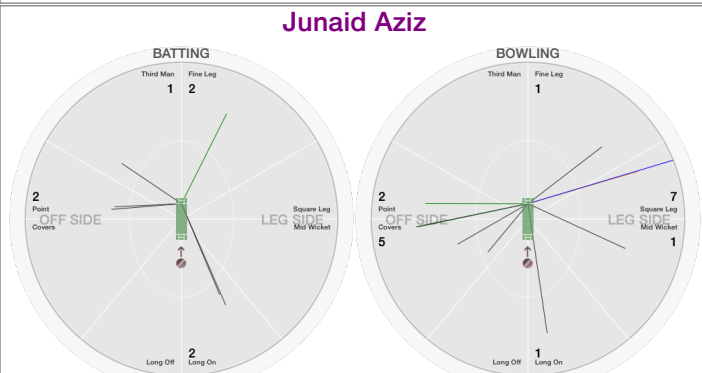 Junaid Aziz
BATTING
Third Man
Fine Leg
1
2
2
Point
OFF SIDE
Covers
Square Leg
LEG SIDE
Mid Wicket
2
Long Off
Long On
BOWLING
Third Man
Fine Leg
1
2
Point
OFF SIDE
Covers
5
7
Square Leg
LEG SIDE
Mid Wicket
1
1
Long Off
Long On